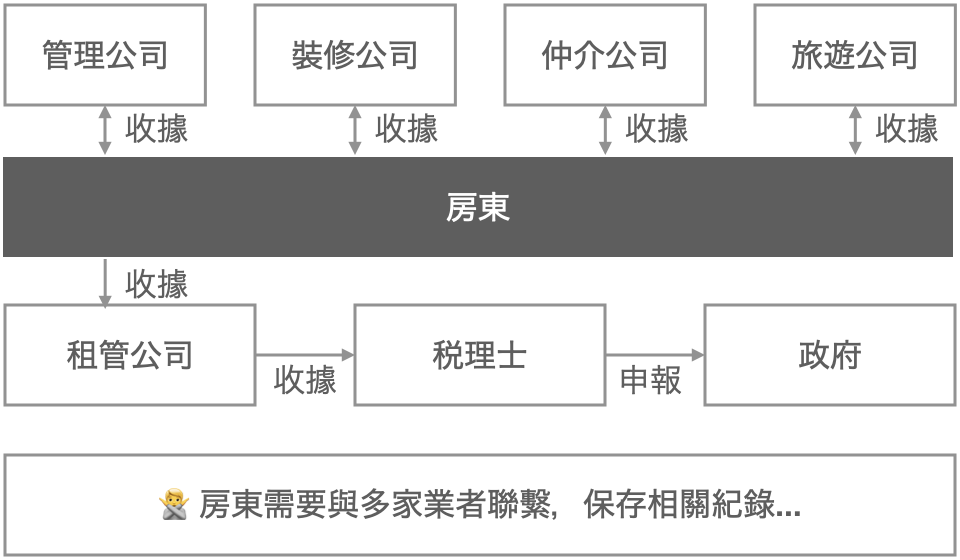 管理公司
裝修公司
仲介公司
旅遊公司
收據
收據
收據
收據
房東
收據
租管公司
税理士
政府
收據
申報
🙅 房東需要與多家業者聯繫，保存相關紀錄...